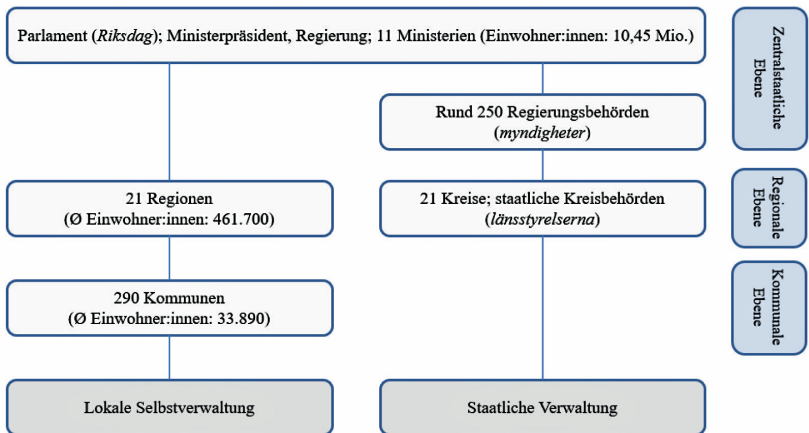 Parlament (Riksdag); Ministerpräsident, Regierung; 11 Ministerien (Einwohner:innen: 10,45 Mio.)
Zentralstaatliche
Ebene
Rund 250 Regierungsbehörden
(myndigheter)
21 Regionen
(Ø Einwohner:innen: 461.700)
21 Kreise; staatliche Kreisbehörden
(länsstyrelserna)
Regionale
Ebene
290 Kommunen
(Ø Einwohner:innen: 33.890)
Kommunale
Ebene
Lokale Selbstverwaltung
Staatliche Verwaltung